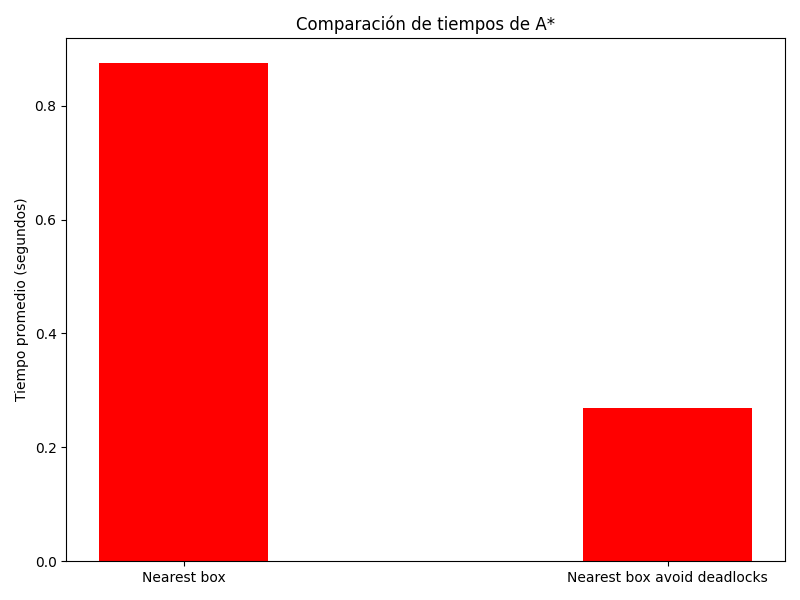 Comparación de tiempos de A*
Tiempo promedio (segundos)
0.8
0.6
0.4
0.2
0.0
Nearest box
Nearest box avoid deadlocks